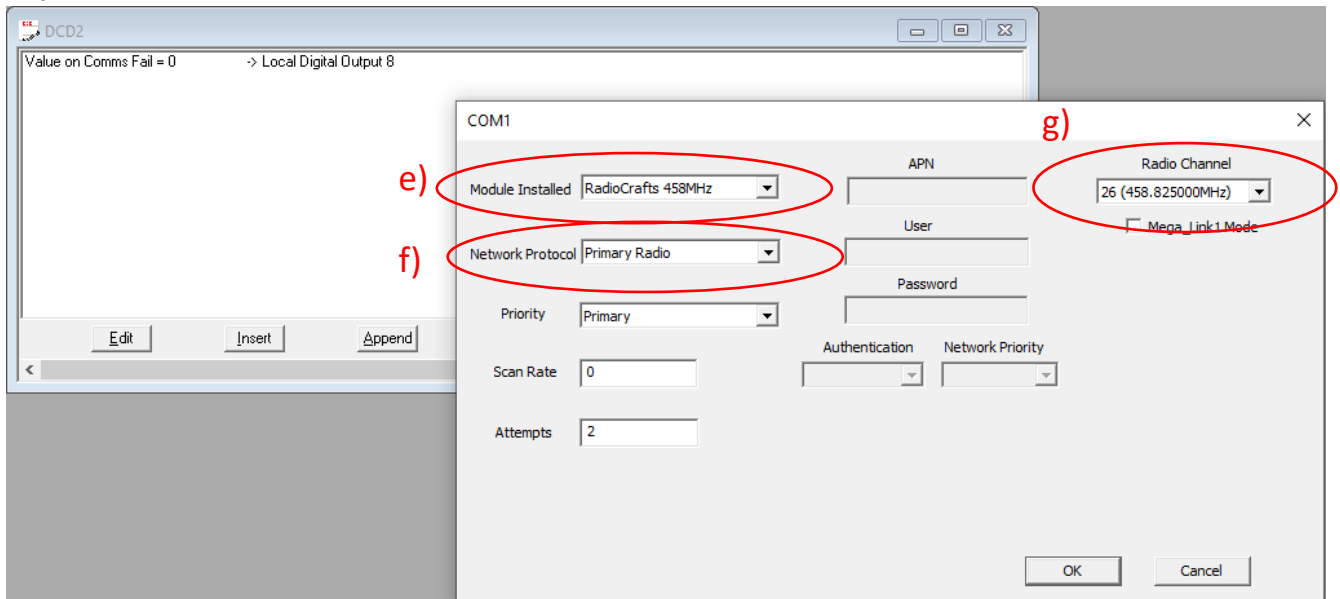 DCD2
Value on Comms Fail = 0 -> Local Digital Output 8
Edit Insert Append
COM1
g)
e)
Module Installed RadioCrafts 458MHz
APN
Radio Channel
26 (458.825000MHz)
Mega_Link1 Mode
f)
Network Protocol Primary Radio
User
Password
Priority Primary
Authentication Network Priority
Scan Rate 0
Attempts 2
OK Cancel